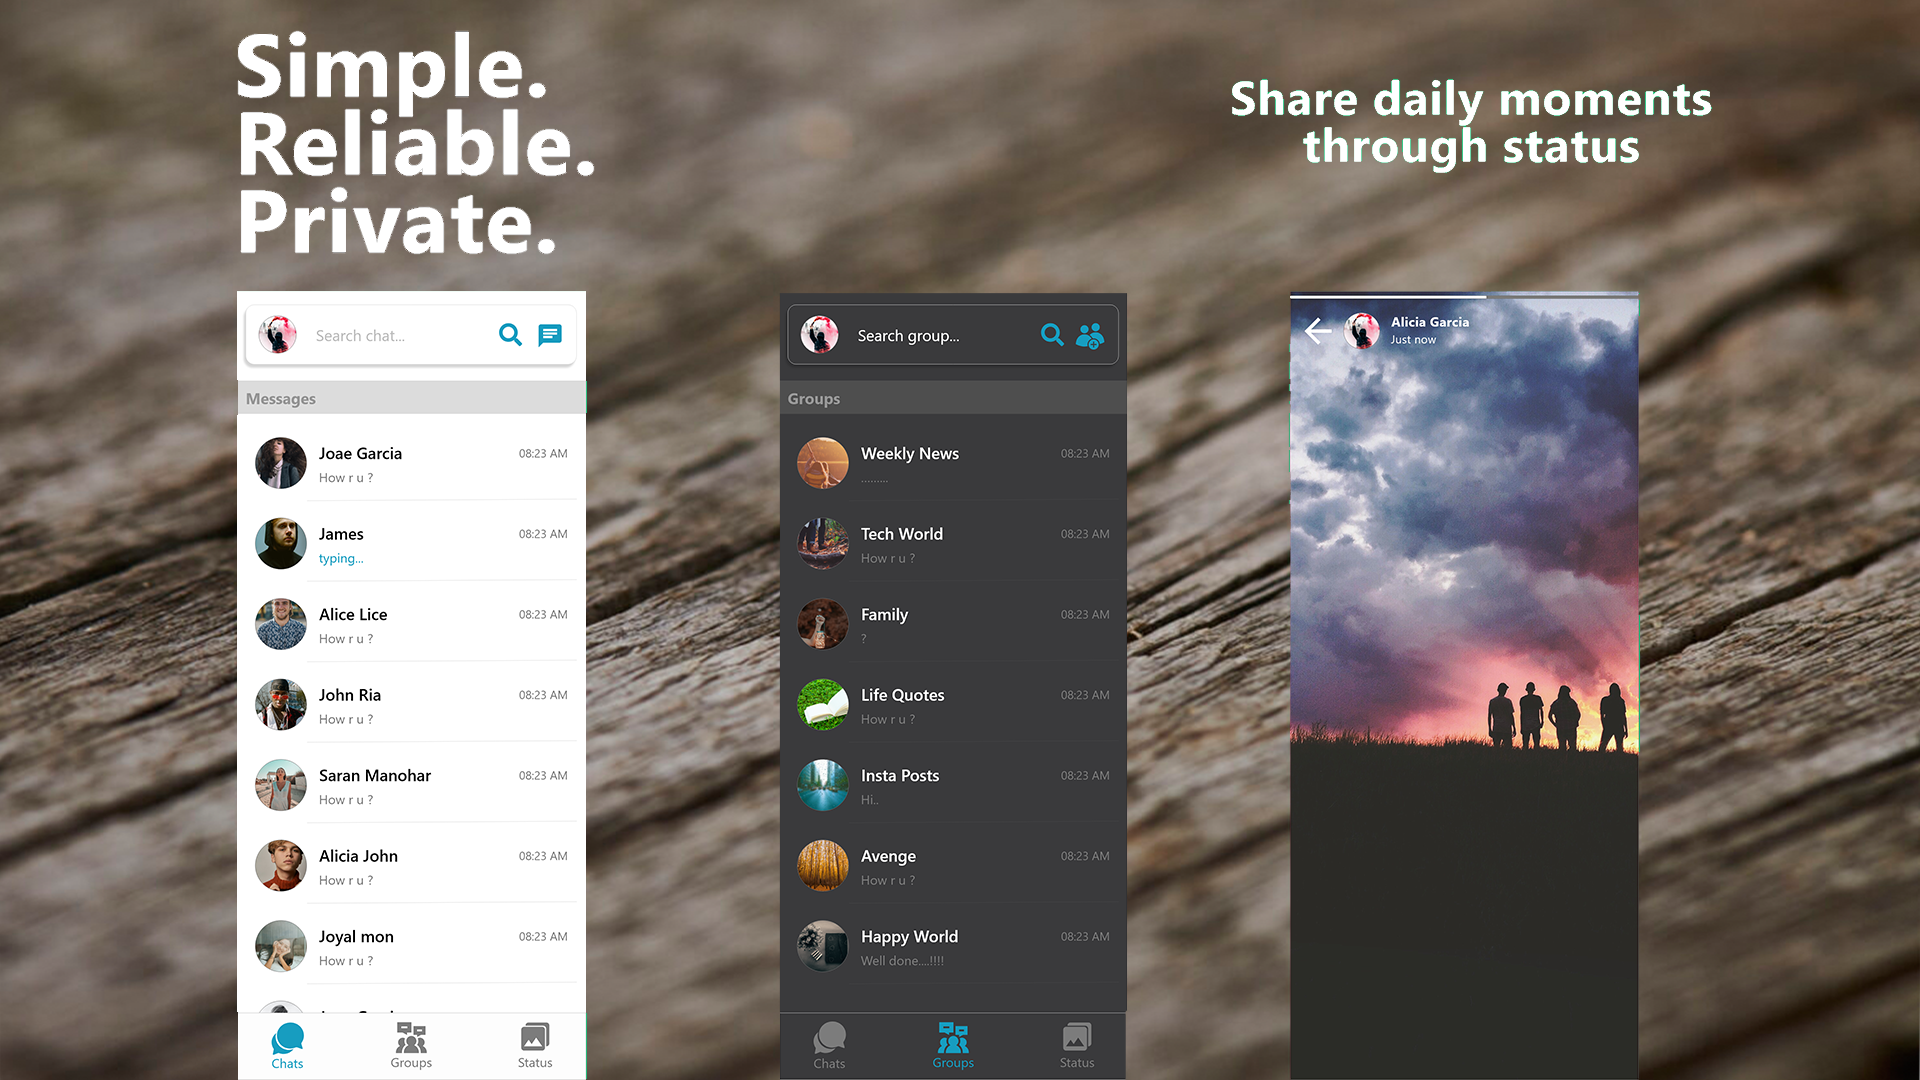 Simple.
Reliable.
Private.
Search chat...
Messages
Joae Garcia
08:23 AM
How r u ?
James
08:23 AM
typing...
Alice Lice
08:23 AM
How r u ?
John Ria
08:23 AM
How r u ?
Saran Manohar
08:23 AM
How r u ?
Alicia John
08:23 AM
How r u ?
Joyal mon
08:23 AM
How r u ?
Chats
Groups
Status
Search group...
Groups
Weekly News
08:23 AM
.........
Tech World
08:23 AM
How r u ?
Family
08:23 AM
?
Life Quotes
08:23 AM
How r u ?
Insta Posts
08:23 AM
Hi..
Avenge
08:23 AM
How r u ?
Happy World
08:23 AM
Well done....!!!!
Chats
Groups
Status
Share daily moments
through status
Alicia Garcia
Just now